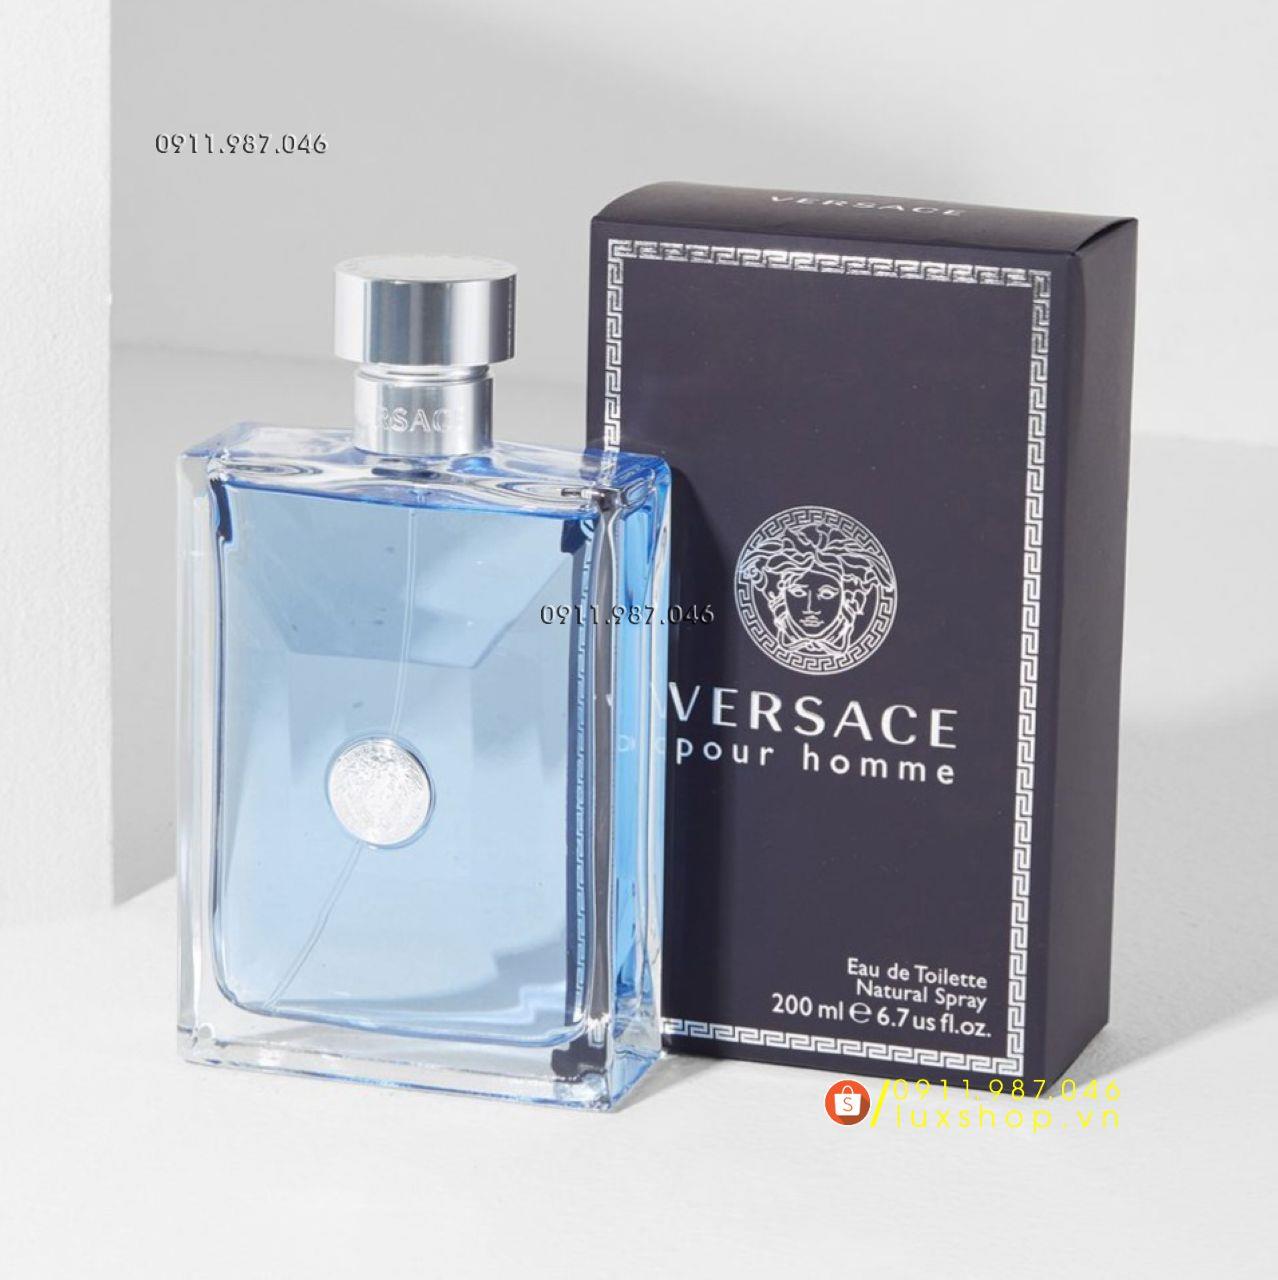 0911.987.046
VERSACE
RSAC
0911.987.046
VERSACE
pour homme
Eau de Toilette
Natural Spray
200 ml ℮ 6.7 us fl.oz.
S
0911.987.046
luxshop.vn